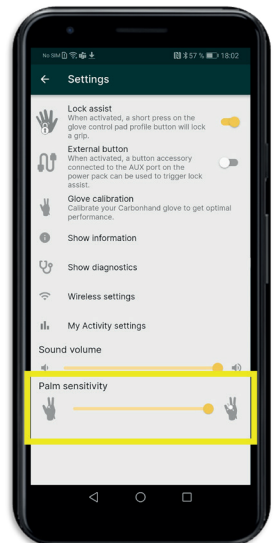 No SIM 57 % 18:02
Settings
Lock assist
When activated, a short press on the
glove control pad profile button will lock
a grip.
External button
When activated, a button accessory
connected to the AUX port on the
power pack can be used to trigger lock
assist.
Glove calibration
Calibrate your Carbonhand glove to get optimal
performance.
Show information
Show diagnostics
Wireless settings
My Activity settings
Sound volume
Palm sensitivity